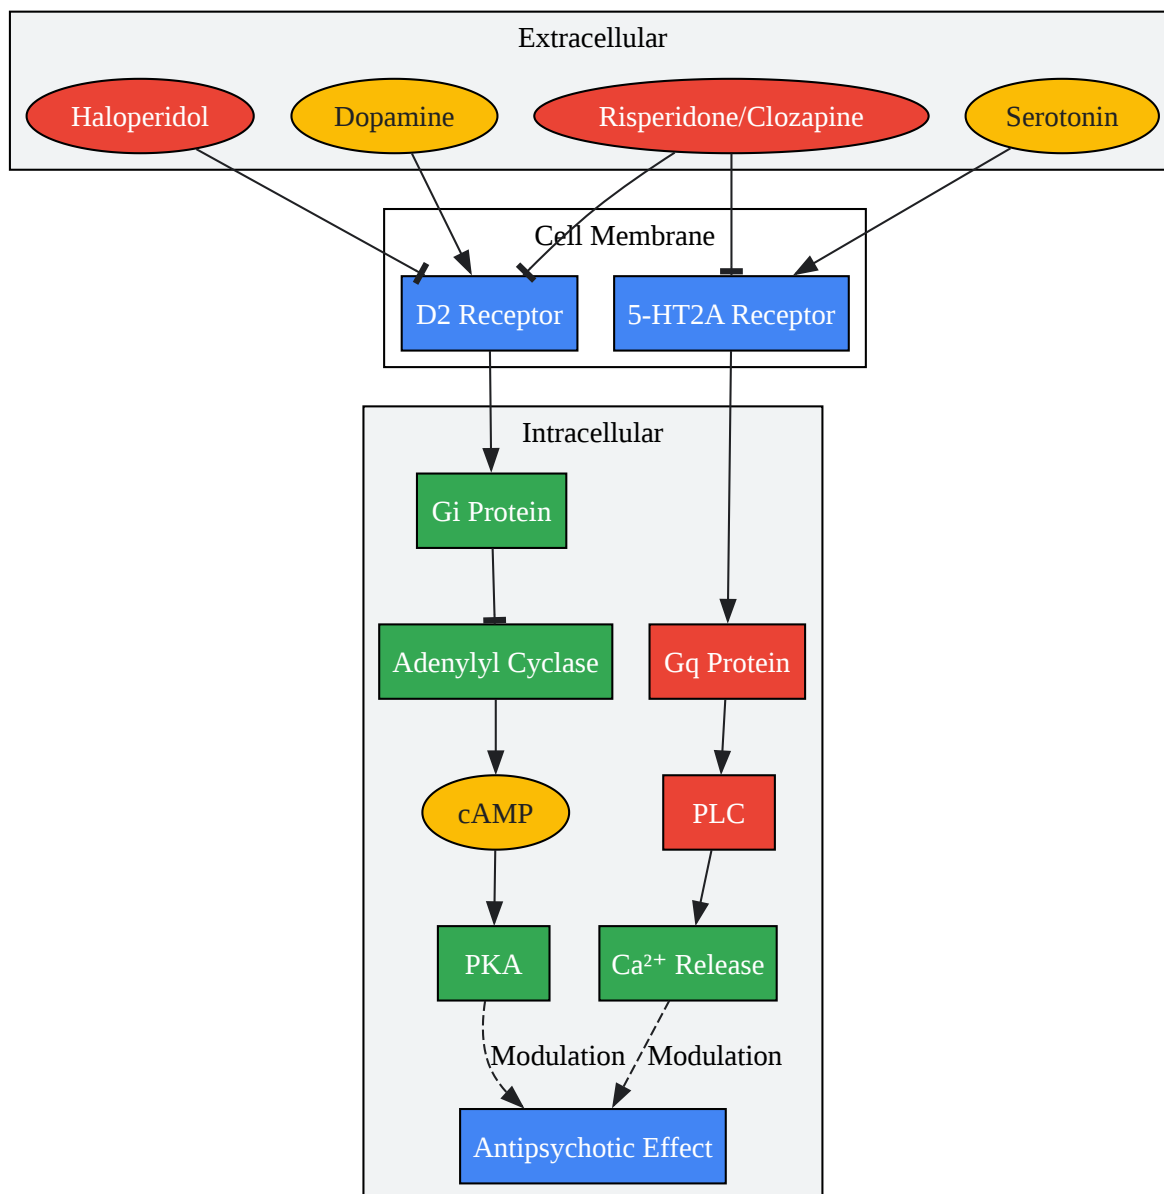 Extracellular
Haloperidol
Dopamine
Risperidone/Clozapine
Serotonin
Cell Membrane
D2 Receptor
5-HT2A Receptor
Intracellular
Gi Protein
Adenylyl Cyclase
Gq Protein
cAMP
PLC
PKA
Ca²⁺ Release
Modulation
Modulation
Antipsychotic Effect